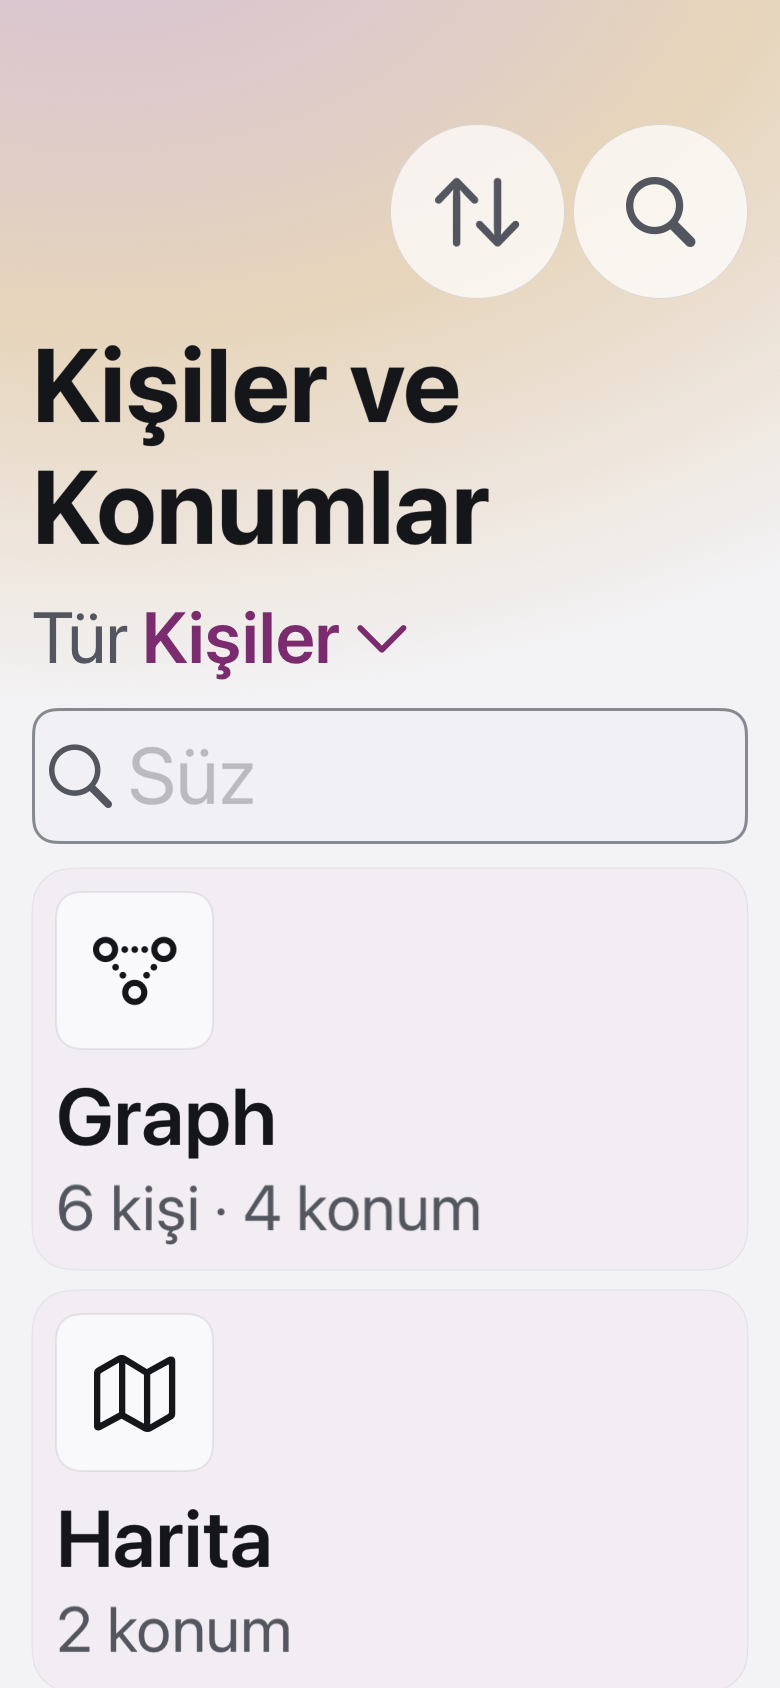 Kişiler ve
Konumlar
Tür Kişiler
Süz
Graph
6 kişi · 4 konum
Harita
2 konum